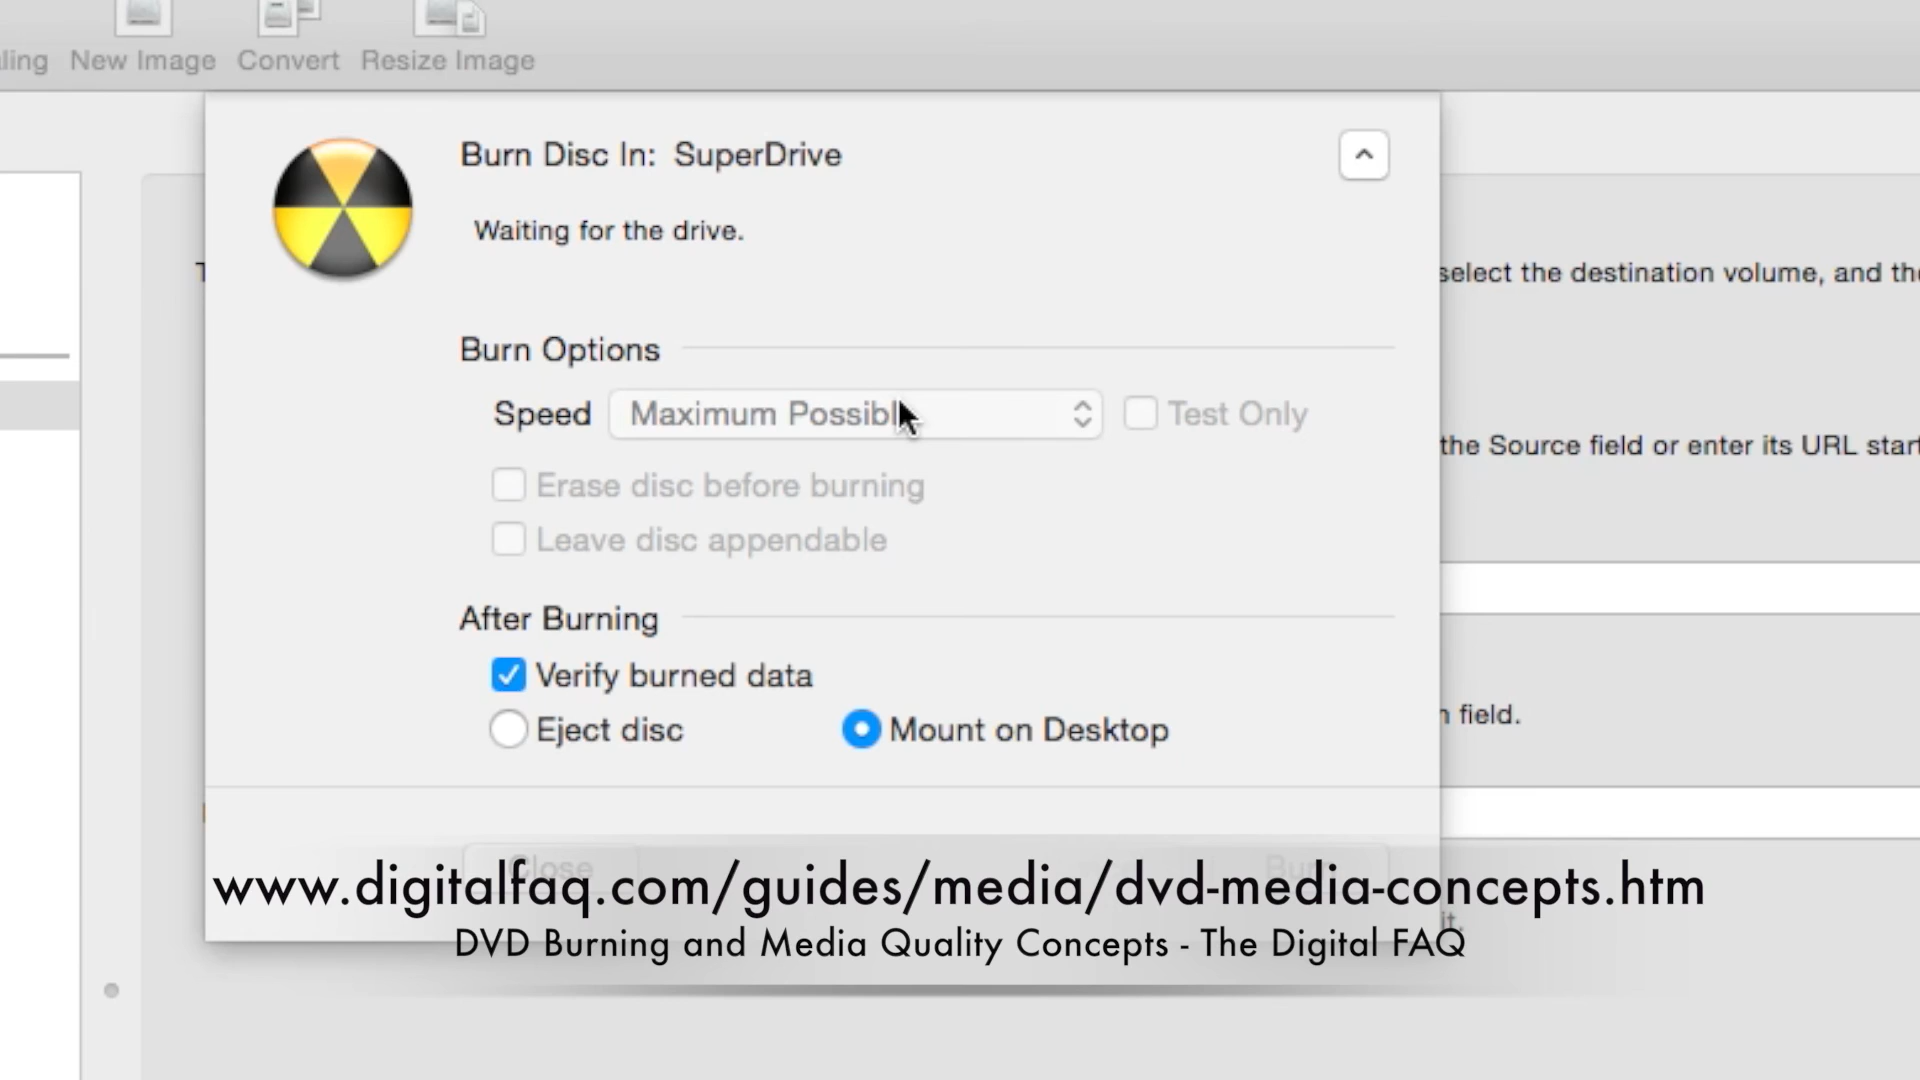 New Image Convert Resize Image
Burn Disc In: SuperDrive
Waiting for the drive.
select the destination volume, and
Burn Options
Speed Maximum Possibl Test Only
the Source field or enter its URL
Erase disc before burning
Leave disc appendable
After Burning
Verify burned data
field.
Eject disc Mount on Desktop
Close Burn
www.digitalfaq.com/guides/media/dvd-media-concepts.htm
it.
DVD Burning and Media Quality Concepts - The Digital FAQ